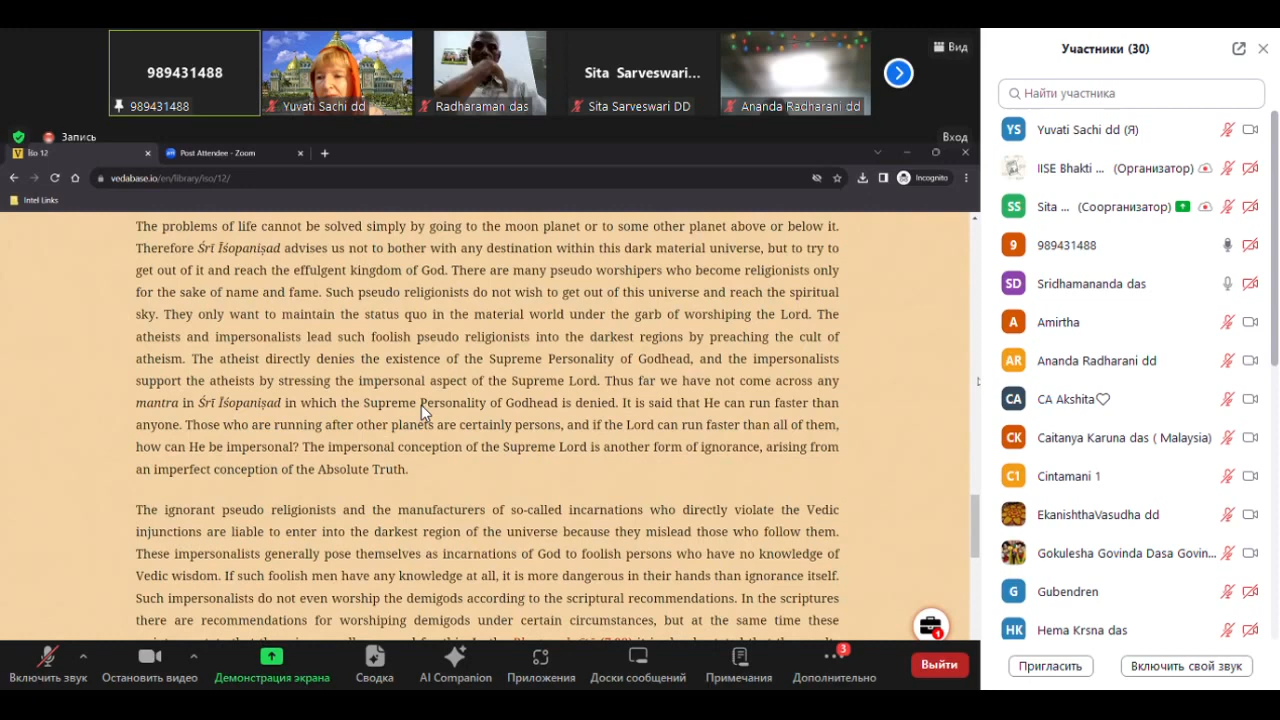 989431488
Sita Sarveswari...
Вид
989431488
Yuvati Sachi dd
Radharaman das
Sita Sarveswari DD
Ananda Radharani dd
Запись
Вход
Īśo 12
Post Attendee - Zoom
vedabase.io/en/library/iso/12/
Incognito
Intel Links
The problems of life cannot be solved simply by going to the moon planet or to some other planet above or below it.
Therefore Śrī Īśopaniṣad advises us not to bother with any destination within this dark material universe, but to try to
get out of it and reach the effulgent kingdom of God. There are many pseudo worshipers who become religionists only
for the sake of name and fame. Such pseudo religionists do not wish to get out of this universe and reach the spiritual
sky. They only want to maintain the status quo in the material world under the garb of worshiping the Lord. The
atheists and impersonalists lead such foolish pseudo religionists into the darkest regions by preaching the cult of
atheism. The atheist directly denies the existence of the Supreme Personality of Godhead, and the impersonalists
support the atheists by stressing the impersonal aspect of the Supreme Lord. Thus far we have not come across any
mantra in Śrī Īśopaniṣad in which the Supreme Personality of Godhead is denied. It is said that He can run faster than
anyone. Those who are running after other planets are certainly persons, and if the Lord can run faster than all of them,
how can He be impersonal? The impersonal conception of the Supreme Lord is another form of ignorance, arising from
an imperfect conception of the Absolute Truth.
The ignorant pseudo religionists and the manufacturers of so-called incarnations who directly violate the Vedic
injunctions are liable to enter into the darkest region of the universe because they mislead those who follow them.
These impersonalists generally pose themselves as incarnations of God to foolish persons who have no knowledge of
Vedic wisdom. If such foolish men have any knowledge at all, it is more dangerous in their hands than ignorance itself.
Such impersonalists do not even worship the demigods according to the scriptural recommendations. In the scriptures
there are recommendations for worshiping demigods under certain circumstances, but at the same time these
1
Участники (30)
Найти участника
YS Yuvati Sachi dd (Я)
IISE Bhakti ... (Организатор)
SS Sita ... (Соорганизатор)
9 989431488
SD Sridhamananda das
A Amirtha
AR Ananda Radharani dd
CA CA Akshita♡
CK Caitanya Karuna das ( Malaysia)
C1 Cintamani 1
EkanishthaVasudha dd
Gokulesha Govinda Dasa Govin...
G Gubendren
HK Hema Krsna das
Пригласить
Включить свой звук
Включить звук
Остановить видео
Демонстрация экрана
Сводка
AI Companion
Приложения
Доски сообщений
Примечания
3
Дополнительно
Выйти